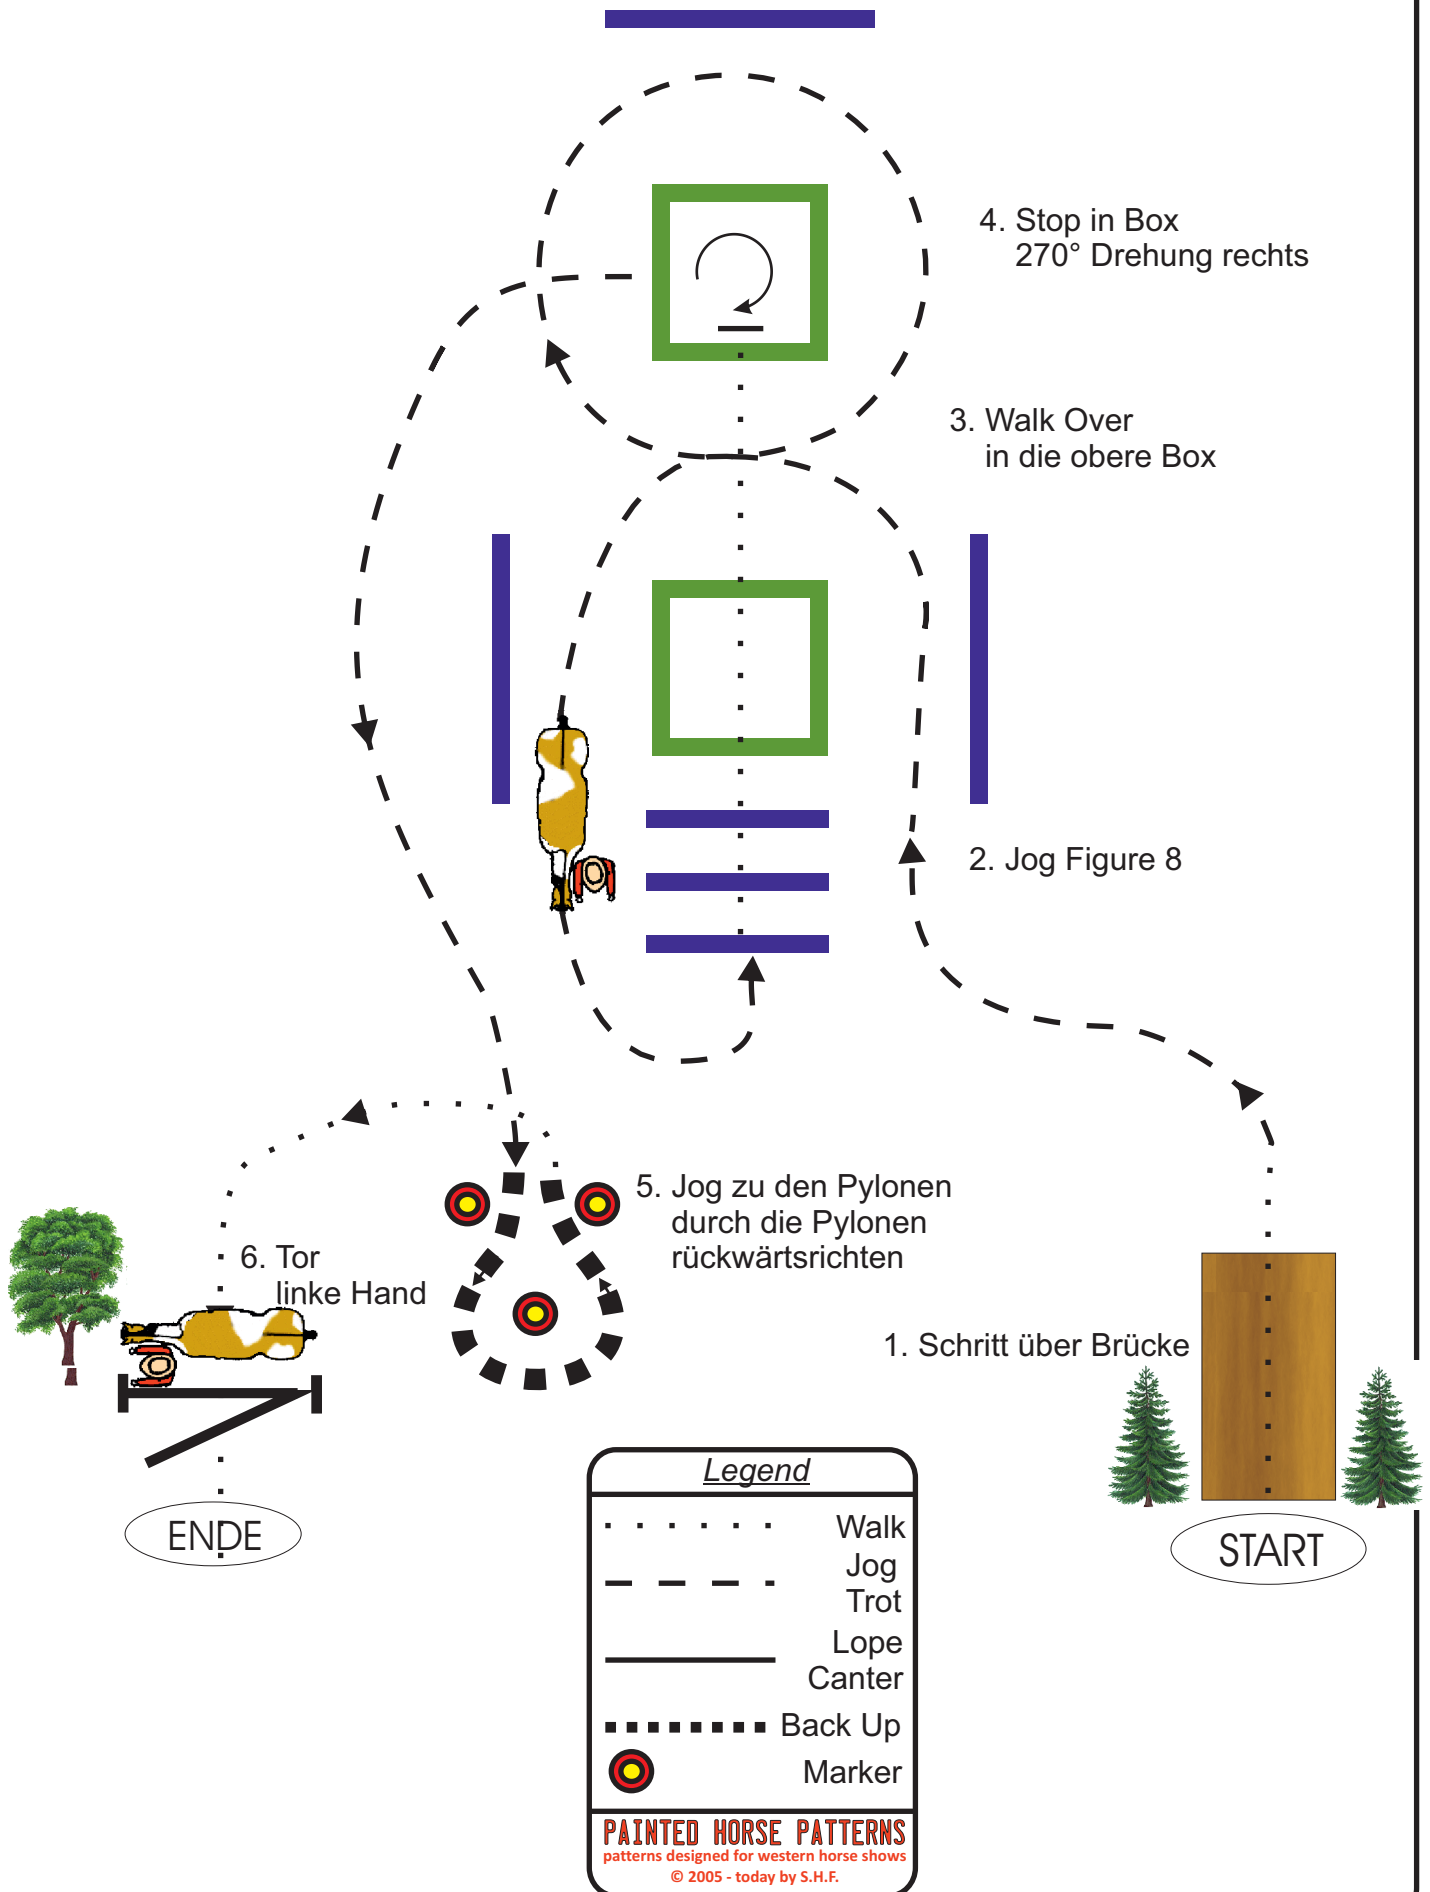 4. Stop in Box
270° Drehung rechts
3. Walk Over
in die obere Box
2. Jog Figure 8
5. Jog zu den Pylonen
durch die Pylonen
rückwärtsrichten
6. Tor
linke Hand
1. Schritt über Brücke
ENDE
START
Legend
Walk
Jog
Trot
Lope
Canter
Back Up
Marker
PAINTED HORSE PATTERNS
patterns designed for western horse shows
© 2005 - today by S.H.F.